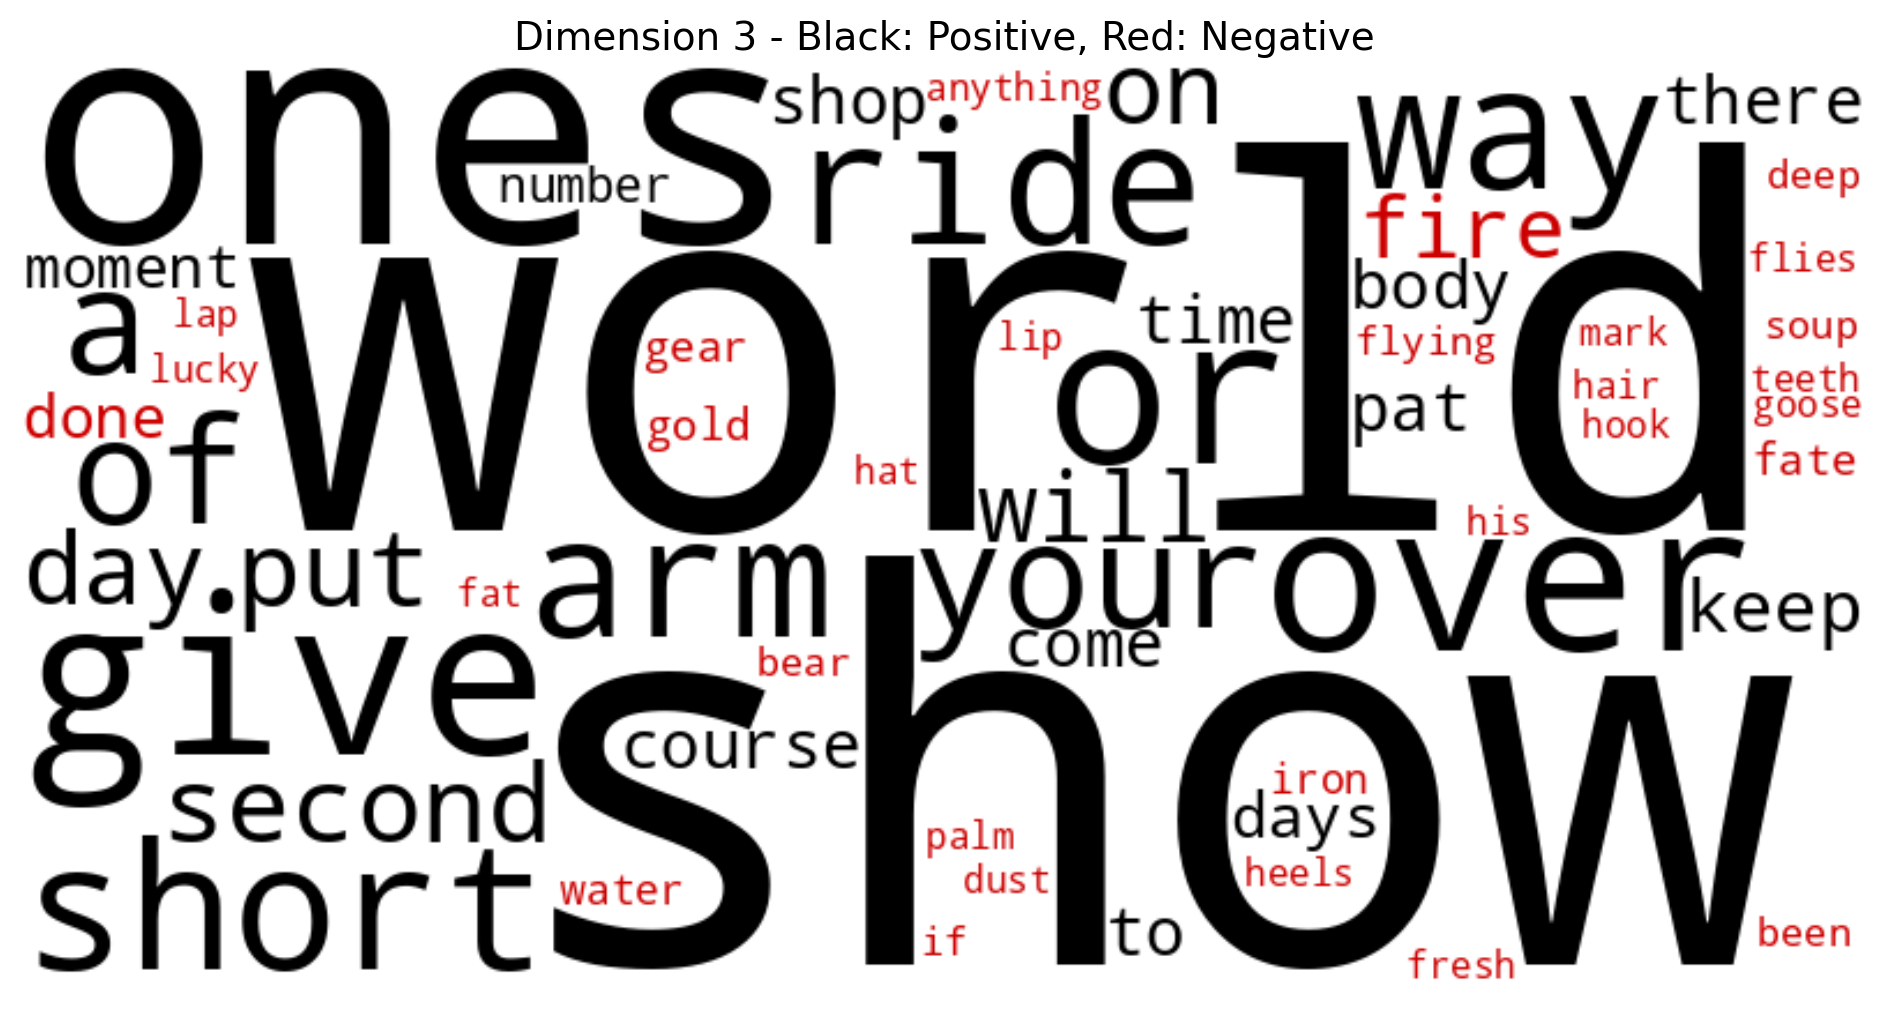 Dimension 3 - Black: Positive, Red: Negative
ones
shop
anything
on
way
there
number
ride
deep
fire
flies
moment
body
a
lap
world
gear
lip
time
flying
mark
soup
lucky
or
hair
teeth
done
gold
pat
hook
goose
of
hat
fate
will
his
day
put
fat
arm
your
over
keep
give
bear
come
show
course
second
iron
days
short
palm
heels
water
dust
if
to
been
fresh